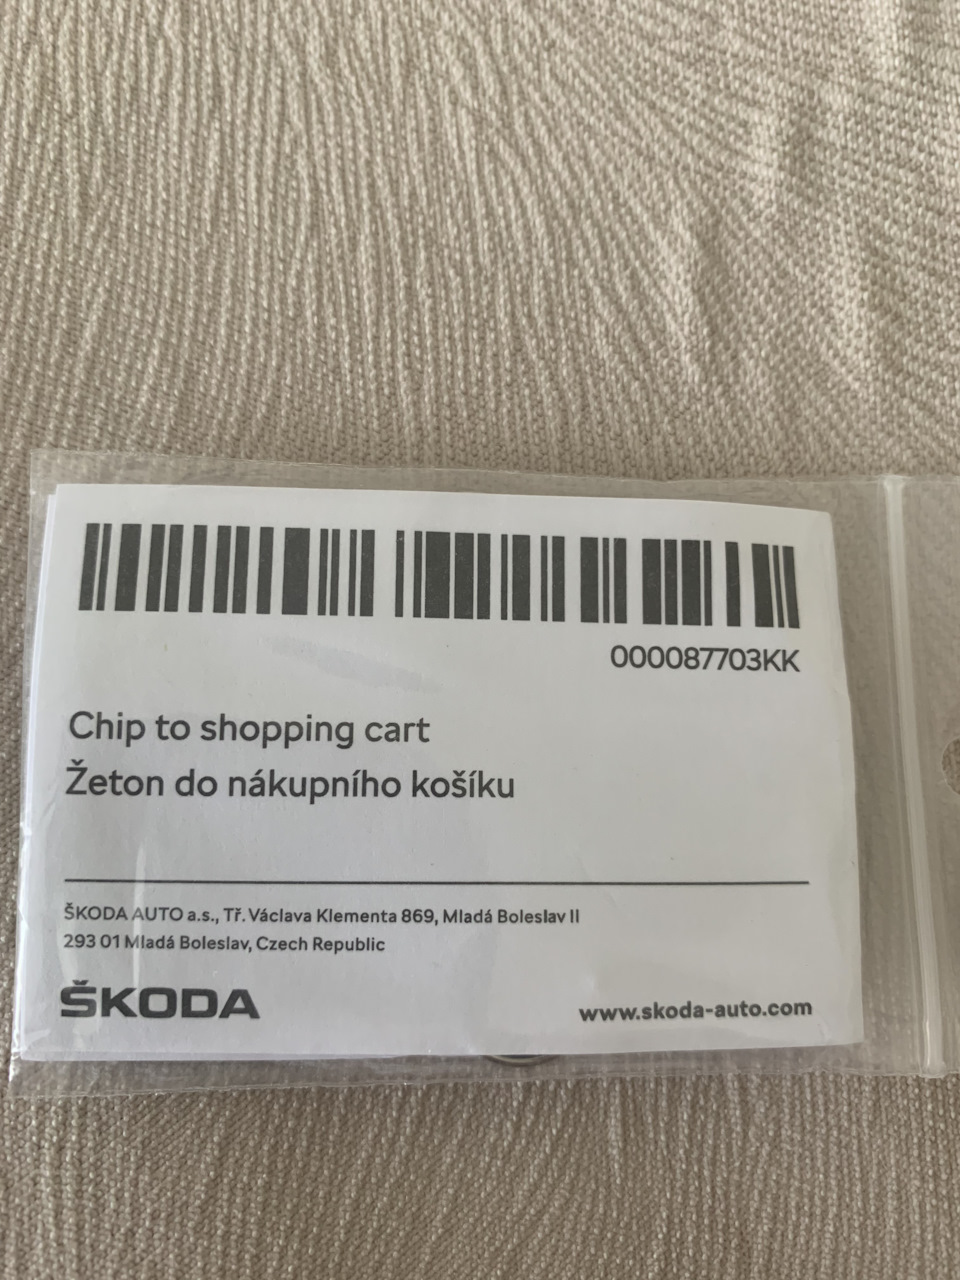 000087703KK
Chip to shopping cart
Žeton do nákupního košíku
ŠKODA AUTO a.s., Tř. Václava Klementa 869, Mladá Boleslav II
293 01 Mladá Boleslav, Czech Republic
ŠKODA
www.skoda-auto.com